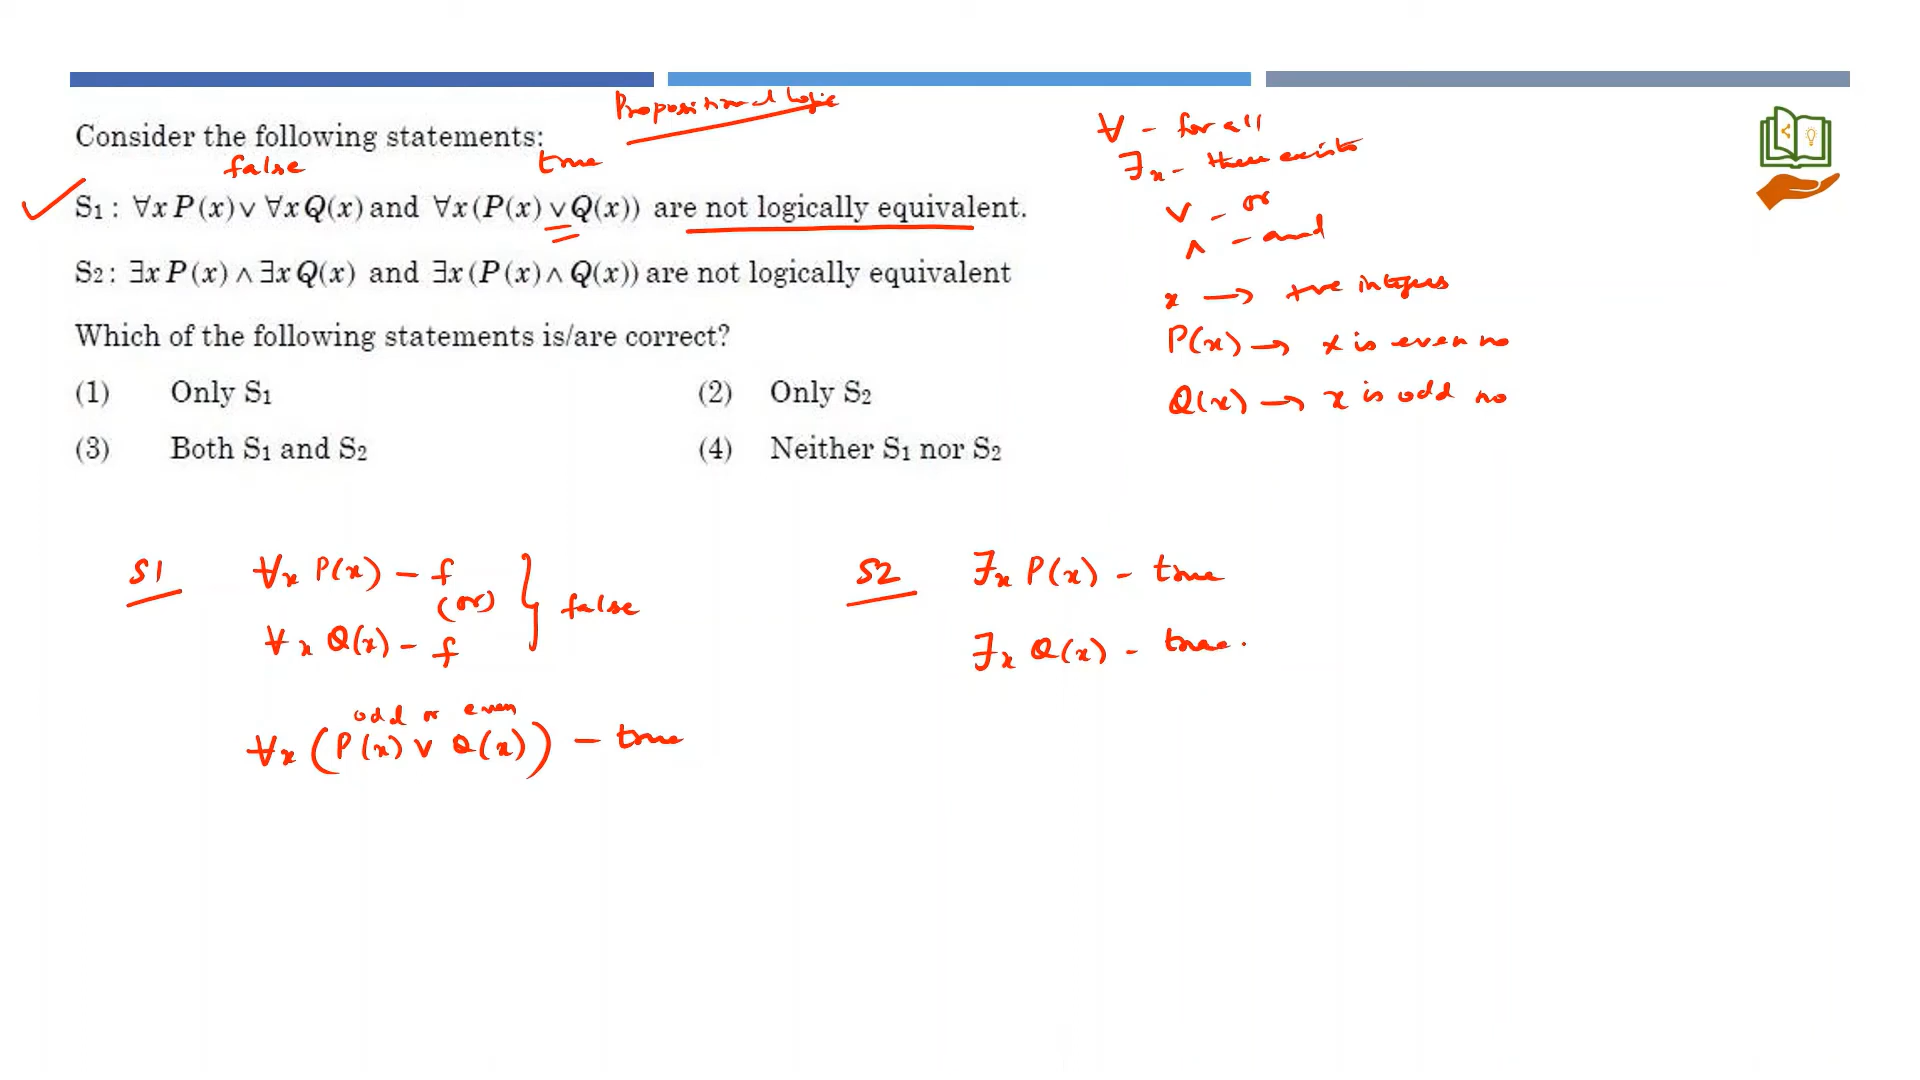 Propositional logic
Consider the following statements:
false true
S1 : ∀x P(x) ∨ ∀x Q(x) and ∀x (P(x) ∨ Q(x)) are not logically equivalent.
S2 : ∃x P(x) ∧ ∃x Q(x) and ∃x (P(x) ∧ Q(x)) are not logically equivalent
Which of the following statements is/are correct?
(1) Only S1 (2) Only S2
(3) Both S1 and S2 (4) Neither S1 nor S2
∀ - for all
∃x - there exists
∨ - or
∧ - and
x → +ve integers
P(x) → x is even no
Q(x) → x is odd no
S1 ∀x P(x) - f
(or) } false
∀x Q(x) - f
odd or even
∀x (P(x) ∨ Q(x)) - true
S2 ∃x P(x) - true
∃x Q(x) - true.